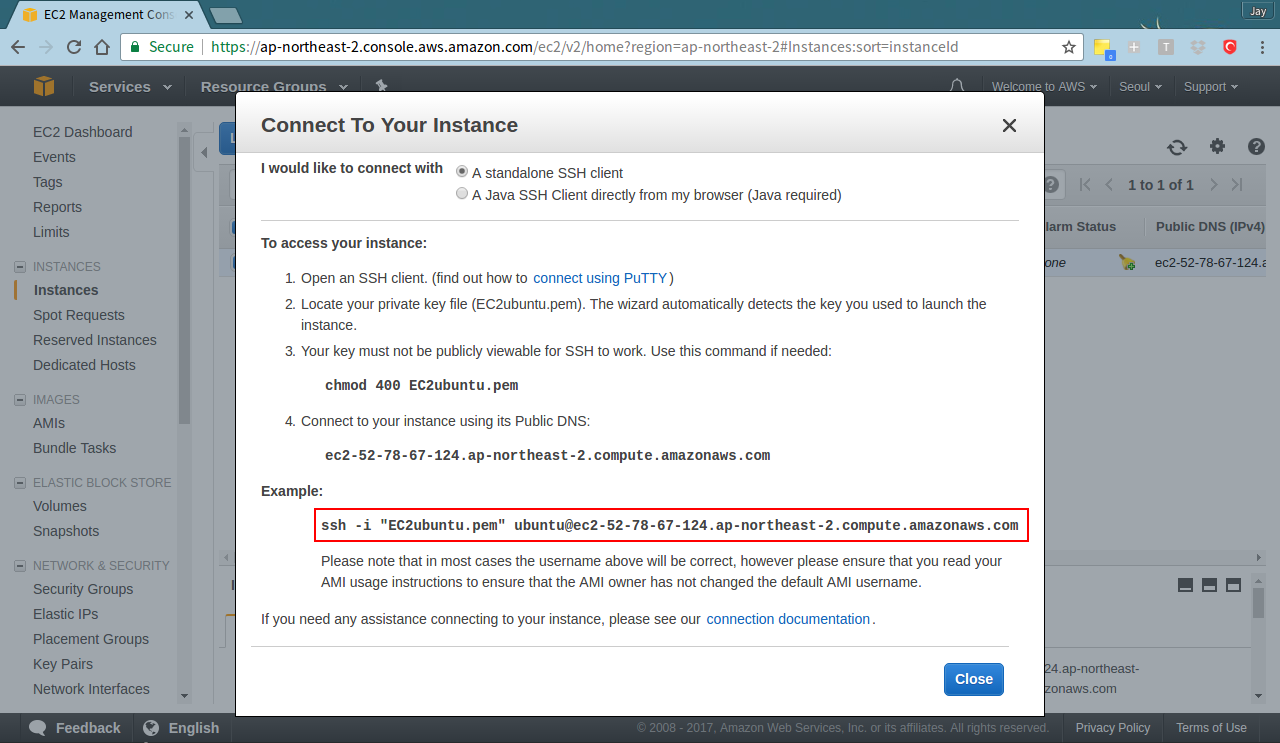 EC2 Management Cons
Jay
Secure
https://ap-northeast-2.console.aws.amazon.com/ec2/v2/home?region=ap-northeast-2#Instances:sort=instanceId
Services
Resource Groups
Welcome to AWS
Seoul
Support
EC2 Dashboard
Events
Tags
Reports
Limits
INSTANCES
Instances
Spot Requests
Reserved Instances
Dedicated Hosts
IMAGES
AMIs
Bundle Tasks
ELASTIC BLOCK STORE
Volumes
Snapshots
NETWORK & SECURITY
Security Groups
Elastic IPs
Placement Groups
Key Pairs
Network Interfaces
Connect To Your Instance
I would like to connect with
A standalone SSH client
A Java SSH Client directly from my browser (Java required)
To access your instance:
1. Open an SSH client. (find out how to connect using PuTTY)
2. Locate your private key file (EC2ubuntu.pem). The wizard automatically detects the key you used to launch the
instance.
3. Your key must not be publicly viewable for SSH to work. Use this command if needed:
chmod 400 EC2ubuntu.pem
4. Connect to your instance using its Public DNS:
ec2-52-78-67-124.ap-northeast-2.compute.amazonaws.com
Example:
ssh -i "EC2ubuntu.pem" ubuntu@ec2-52-78-67-124.ap-northeast-2.compute.amazonaws.com
Please note that in most cases the username above will be correct, however please ensure that you read your
AMI usage instructions to ensure that the AMI owner has not changed the default AMI username.
If you need any assistance connecting to your instance, please see our connection documentation.
Close
1 to 1 of 1
larm Status
Public DNS (IPv4)
one
ec2-52-78-67-124.a
24.ap-northeast-
zonaws.com
Feedback
English
© 2008 - 2017, Amazon Web Services, Inc. or its affiliates. All rights reserved.
Privacy Policy
Terms of Use